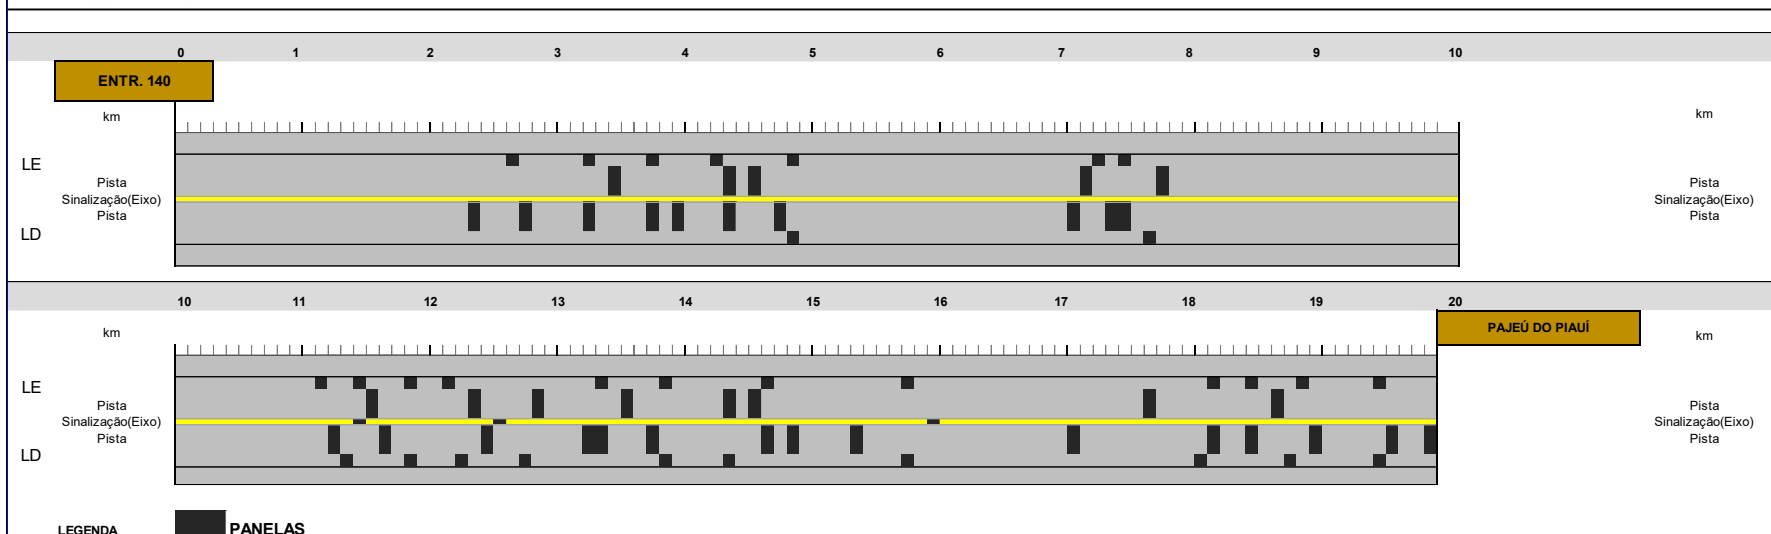 0 1 2 3 4 5 6 7 8 9 10
ENTR. 140
km km
LE
Pista Pista
Sinalização(Eixo) Sinalização(Eixo)
Pista Pista
LD
10 11 12 13 14 15 16 17 18 19 20
PAJEÚ DO PIAUÍ
km km
LE
Pista Pista
Sinalização(Eixo) Sinalização(Eixo)
Pista Pista
LD
LEGENDA PANELAS